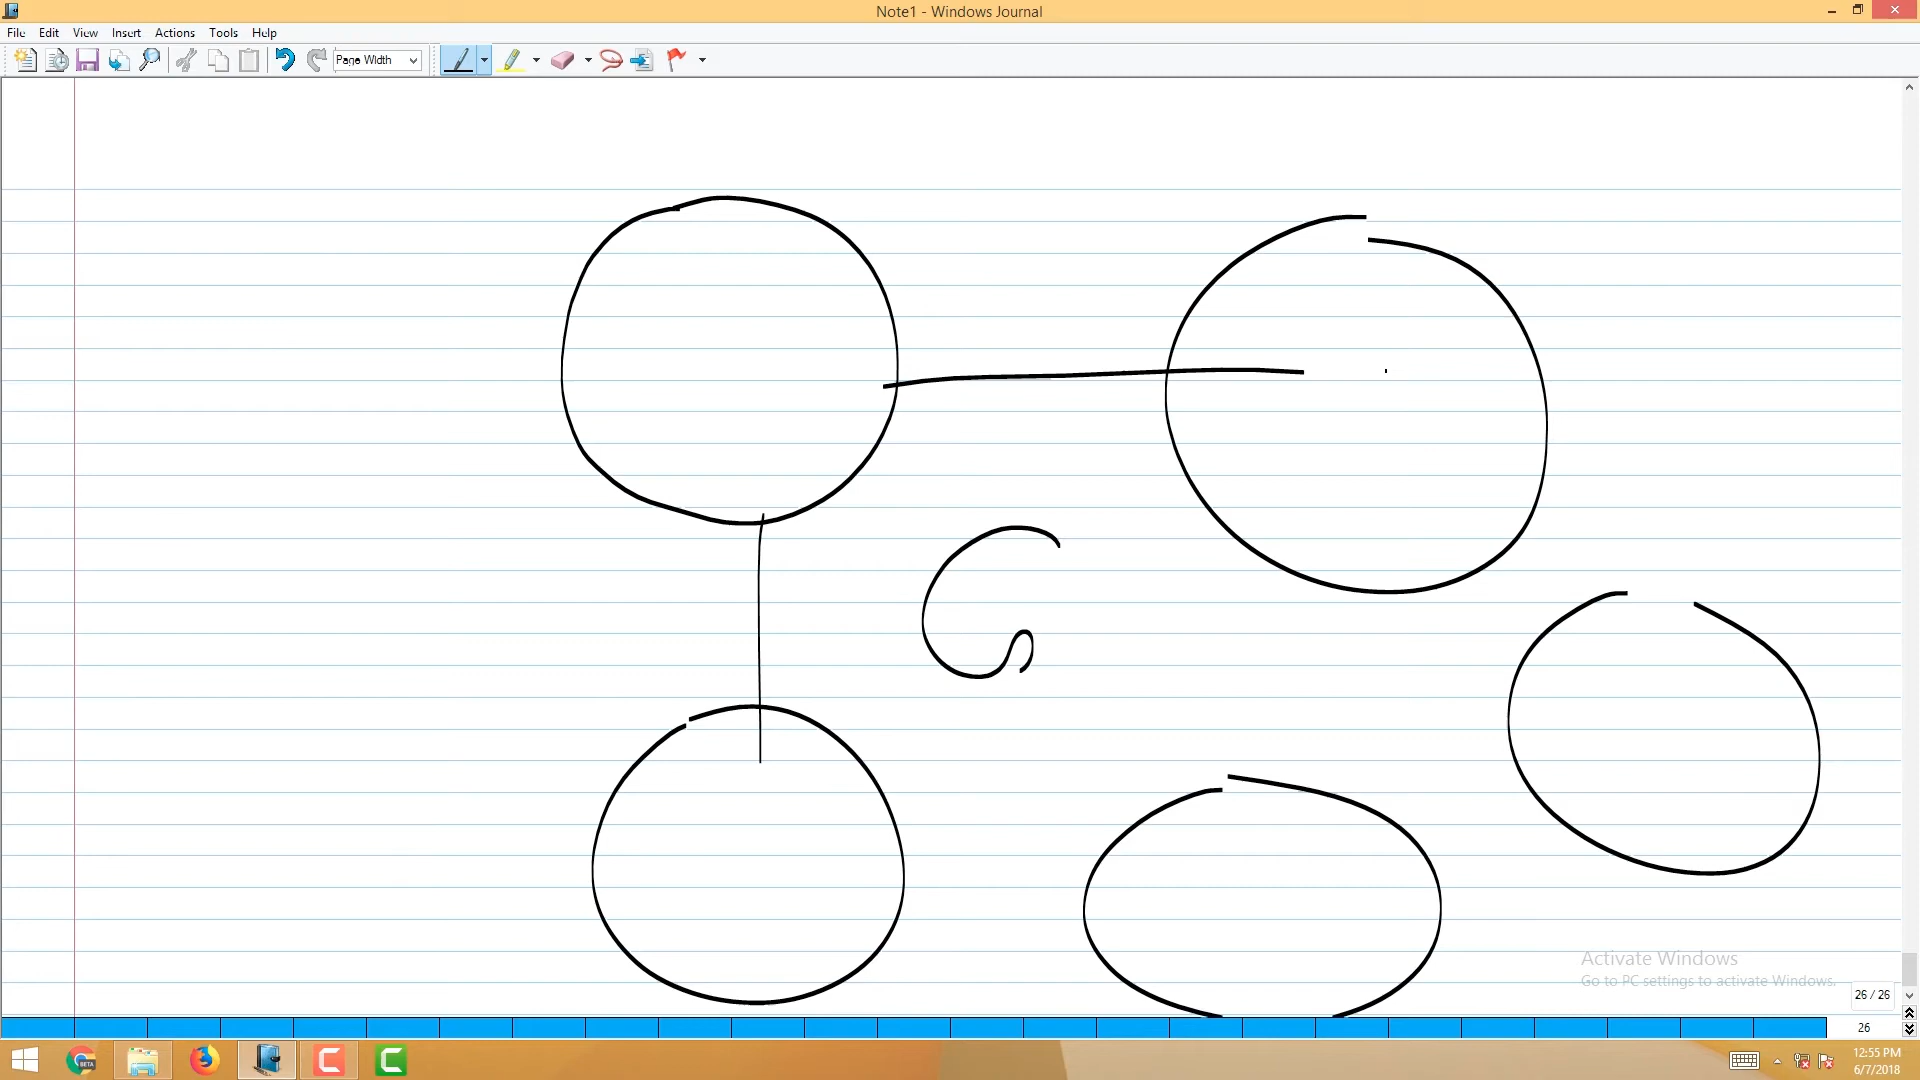 Note1 - Windows Journal
File Edit View Insert Actions Tools Help
Page Width
Activate Windows
Go to PC settings to activate Windows.
26 / 26
26
BETA
12:55 PM
6/7/2018